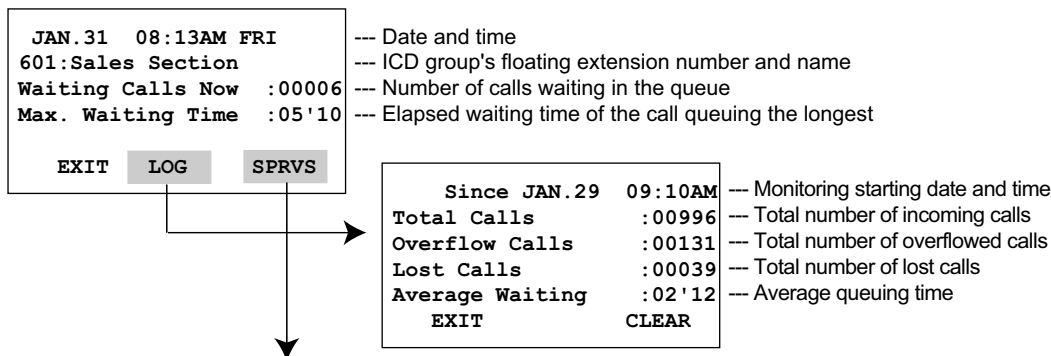 JAN.31 08:13AM FRI --- Date and time
601:Sales Section --- ICD group's floating extension number and name
Waiting Calls Now :00006 --- Number of calls waiting in the queue
Max. Waiting Time :05'10 --- Elapsed waiting time of the call queuing the longest
EXIT LOG SPRVS
Since JAN.29 09:10AM --- Monitoring starting date and time
Total Calls :00996 --- Total number of incoming calls
Overflow Calls :00131 --- Total number of overflowed calls
Lost Calls :00039 --- Total number of lost calls
Average Waiting :02'12 --- Average queuing time
EXIT CLEAR